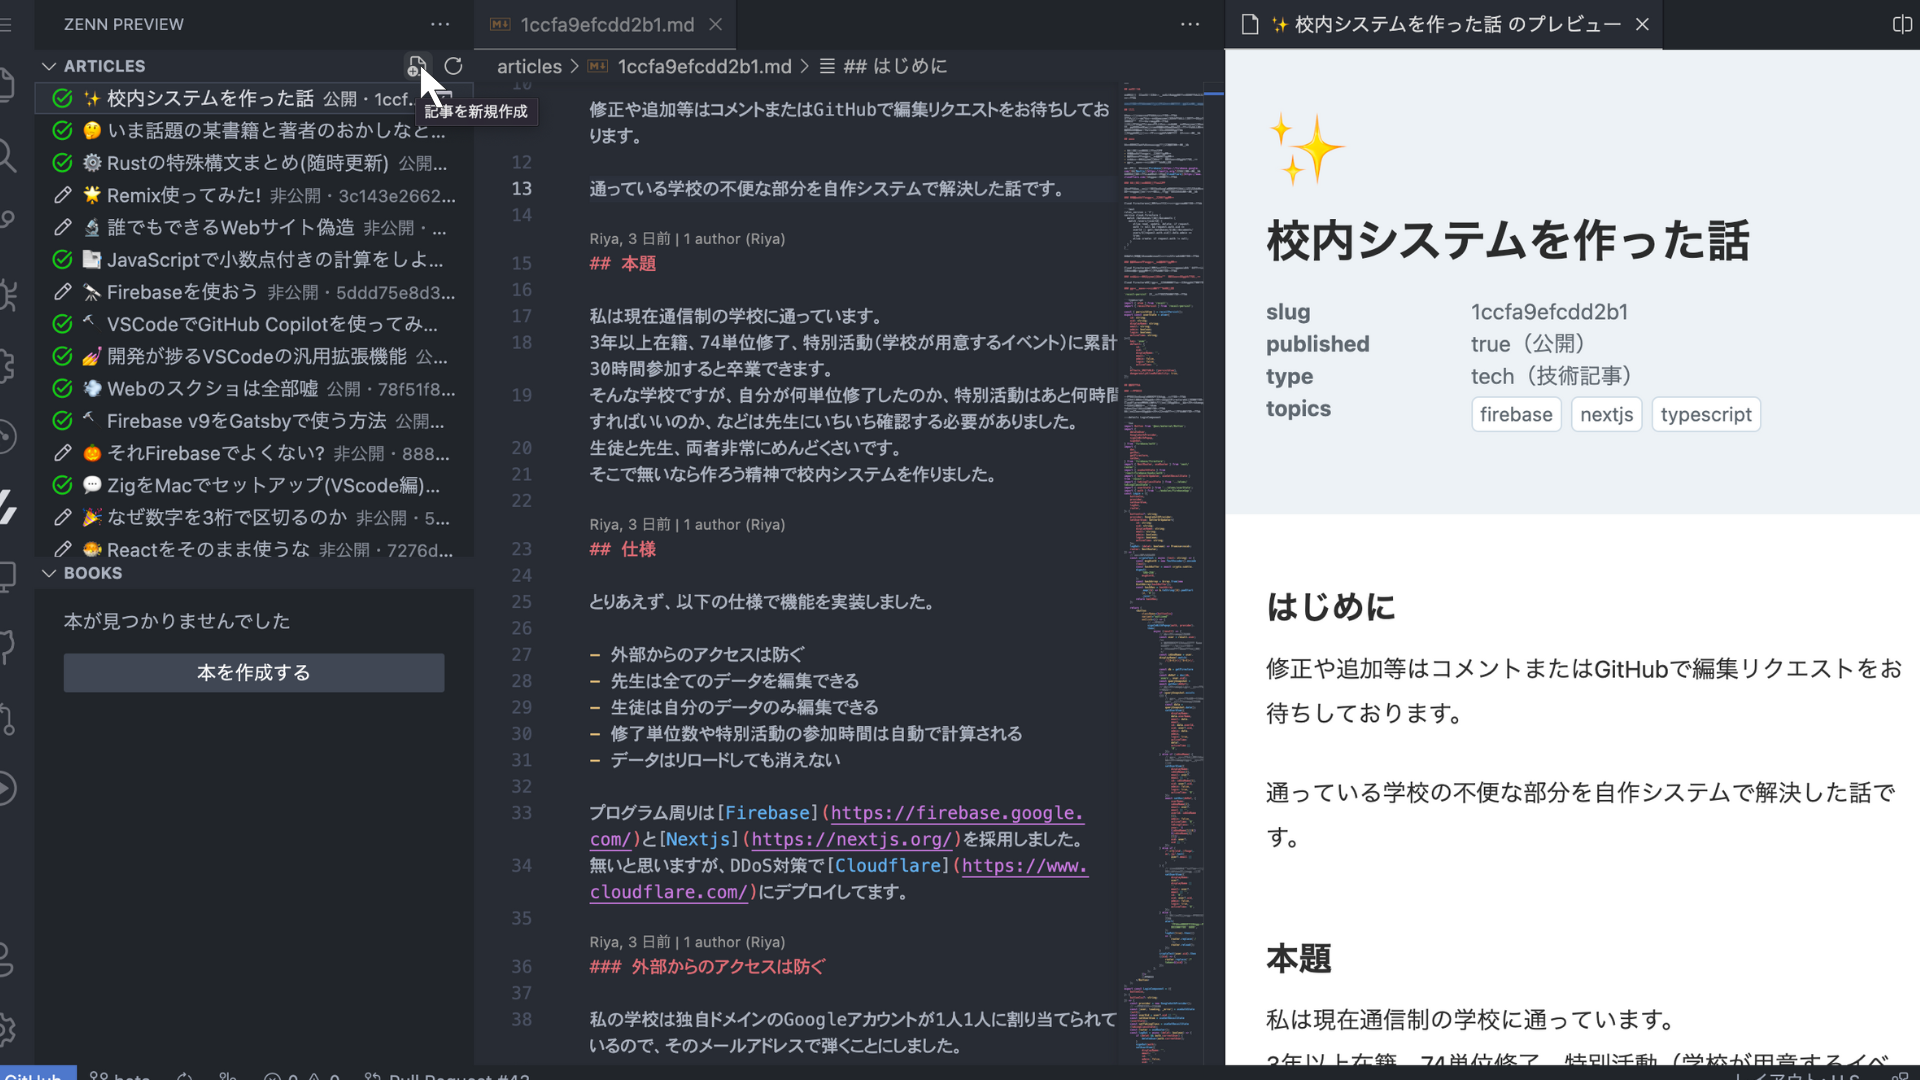 ZENN PREVIEW
ARTICLES
✨ 校内システムを作った話 公開・1ccf...
記事を新規作成
🤔 いま話題の某書籍と著者のおかしなと...
⚙️ Rustの特殊構文まとめ(随時更新) 公開...
🌟 Remix使ってみた! 非公開・3c143e2662...
🔬 誰でもできるWebサイト偽造 非公開・...
📑 JavaScriptで小数点付きの計算をしよ...
🔭 Firebaseを使おう 非公開・5ddd75e8d3...
🔨 VSCodeでGitHub Copilotを使ってみ...
💅 開発が捗るVSCodeの汎用拡張機能 公...
💨 Webのスクショは全部嘘 公開・78f51f8...
🔨 Firebase v9をGatsbyで使う方法 公開...
🎃 それFirebaseでよくない? 非公開・888...
💬 ZigをMacでセットアップ(VScode編)...
🎉 なぜ数字を3桁で区切るのか 非公開・5...
Reactをそのまま使うな 非公開・7276d...
BOOKS
本が見つかりませんでした
本を作成する
1ccfa9efcdd2b1.md
articles > 1ccfa9efcdd2b1.md > ## はじめに
修正や追加等はコメントまたはGitHubで編集リクエストをお待ちしてお
ります。
12
13 通っている学校の不便な部分を自作システムで解決した話です。
14
Riya, 3 日前 | 1 author (Riya)
15 ## 本題
16
17 私は現在通信制の学校に通っています。
18 3年以上在籍、74単位修了、特別活動(学校が用意するイベント)に累計
30時間参加すると卒業できます。
19 そんな学校ですが、自分が何単位修了したのか、特別活動はあと何時間
すればいいのか、などは先生にいちいち確認する必要がありました。
20 生徒と先生、両者非常にめんどくさいです。
21 そこで無いなら作ろう精神で校内システムを作りました。
22
Riya, 3 日前 | 1 author (Riya)
23 ## 仕様
24
25 とりあえず、以下の仕様で機能を実装しました。
26
27 - 外部からのアクセスは防ぐ
28 - 先生は全てのデータを編集できる
29 - 生徒は自分のデータのみ編集できる
30 - 修了単位数や特別活動の参加時間は自動で計算される
31 - データはリロードしても消えない
32
33 プログラム周りは[Firebase](https://firebase.google.
com/)と[Nextjs](https://nextjs.org/)を採用しました。
34 無いと思いますが、DDoS対策で[Cloudflare](https://www.
cloudflare.com/)にデプロイしてます。
35
Riya, 3 日前 | 1 author (Riya)
36 ### 外部からのアクセスは防ぐ
37
38 私の学校は独自ドメインのGoogleアカウントが1人1人に割り当てられて
いるので、そのメールアドレスで弾くことにしました。
✨ 校内システムを作った話 のプレビュー
✨
校内システムを作った話
slug 1ccfa9efcdd2b1
published true（公開）
type tech（技術記事）
topics firebase nextjs typescript
はじめに
修正や追加等はコメントまたはGitHubで編集リクエストをお
待ちしております。
通っている学校の不便な部分を自作システムで解決した話で
す。
本題
私は現在通信制の学校に通っています。
3年以上在籍、74単位修了、特別活動（学校が用意するイベ